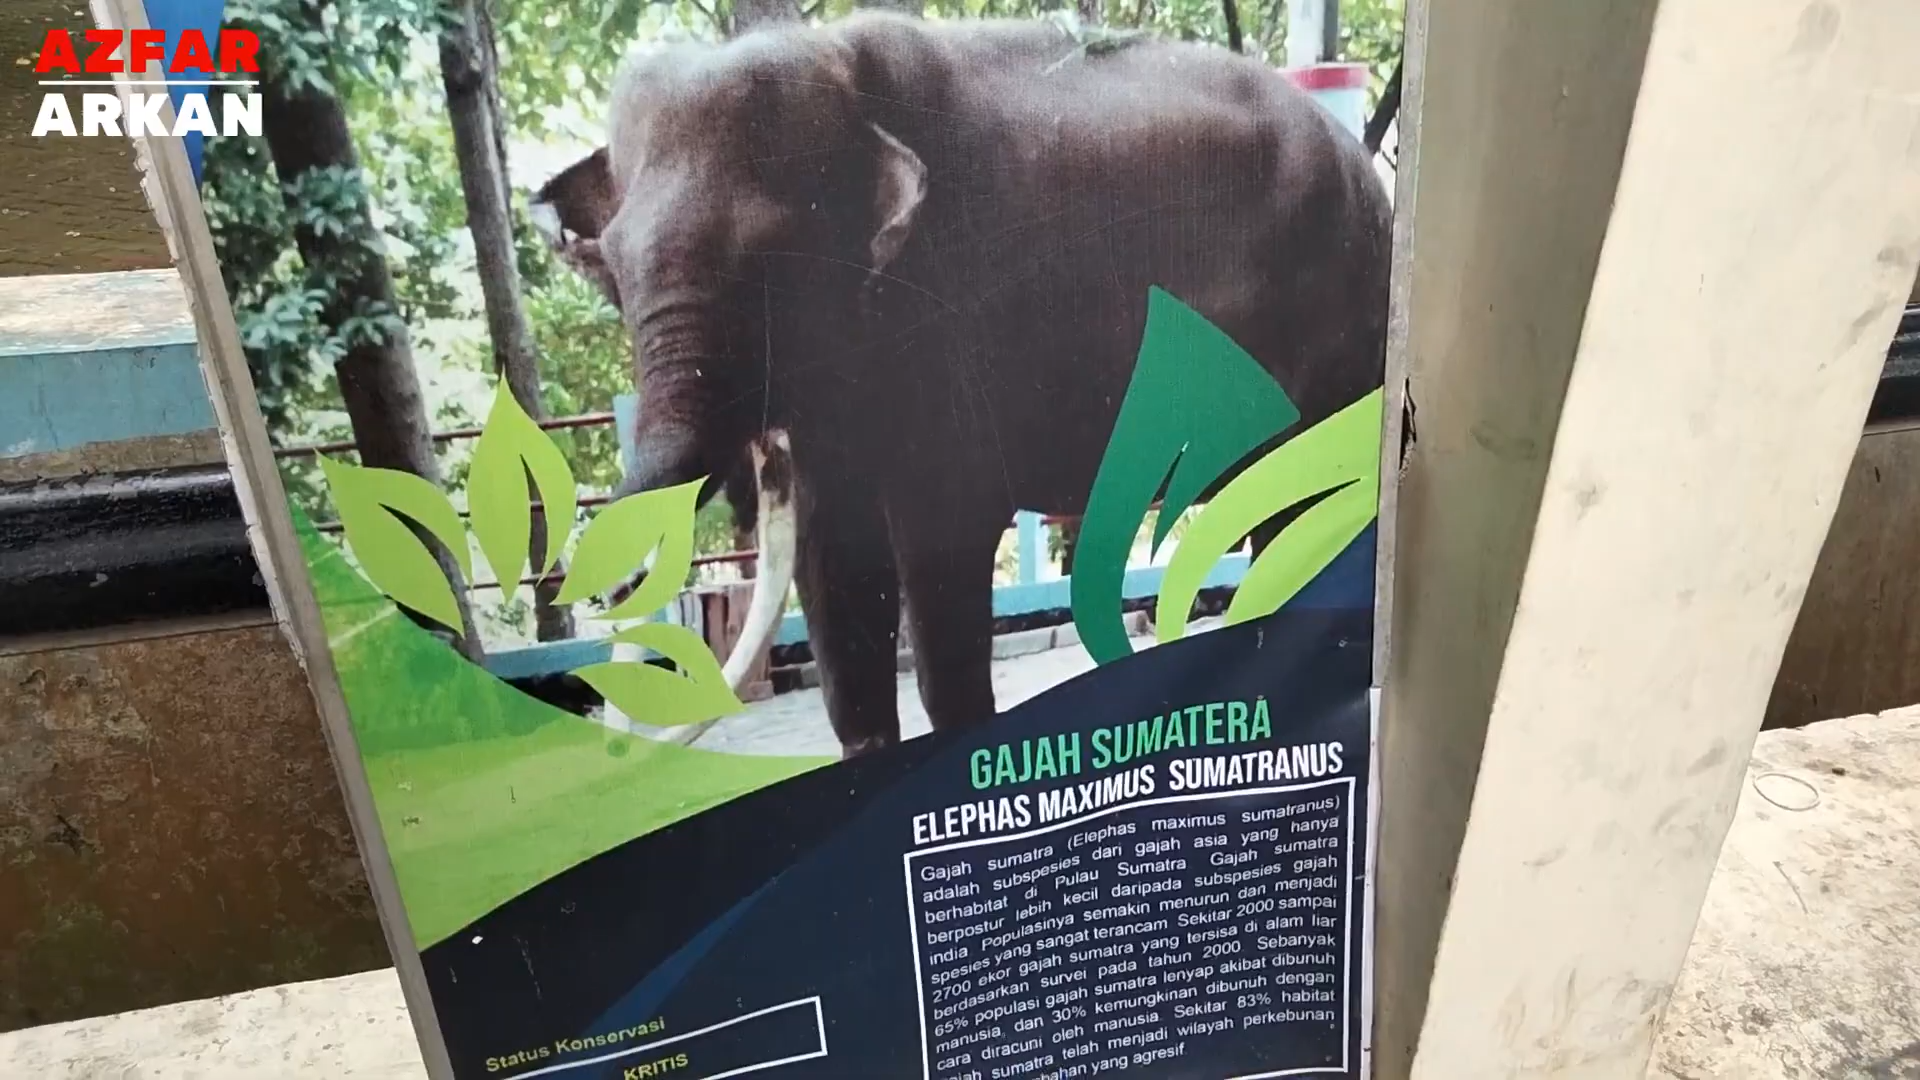 AZFAR
ARKAN
GAJAH SUMATERA
ELEPHAS MAXIMUS SUMATRANUS
Gajah sumatra (Elephas maximus sumatranus)
adalah subspesies dari gajah asia yang hanya
berhabitat di Pulau Sumatra. Gajah sumatra
berpostur lebih kecil daripada subspesies gajah
india. Populasinya semakin menurun dan menjadi
spesies yang sangat terancam. Sekitar 2000 sampai
2700 ekor gajah sumatra yang tersisa di alam liar
berdasarkan survei pada tahun 2000. Sebanyak
65% populasi gajah sumatra lenyap akibat dibunuh
manusia, dan 30% kemungkinan dibunuh dengan
cara diracuni oleh manusia. Sekitar 83% habitat
sumatra telah menjadi wilayah perkebunan
yang agresif.
Status Konservasi
KRITIS